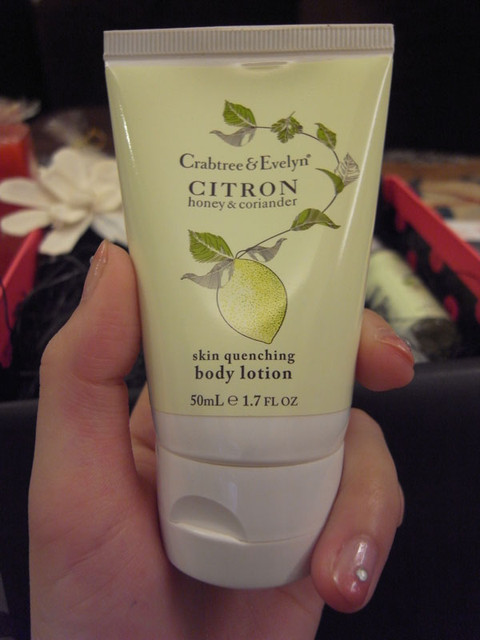 Crabtree & Evelyn®
CITRON
honey & coriander
skin quenching
body lotion
50mL ℮ 1.7 FL OZ